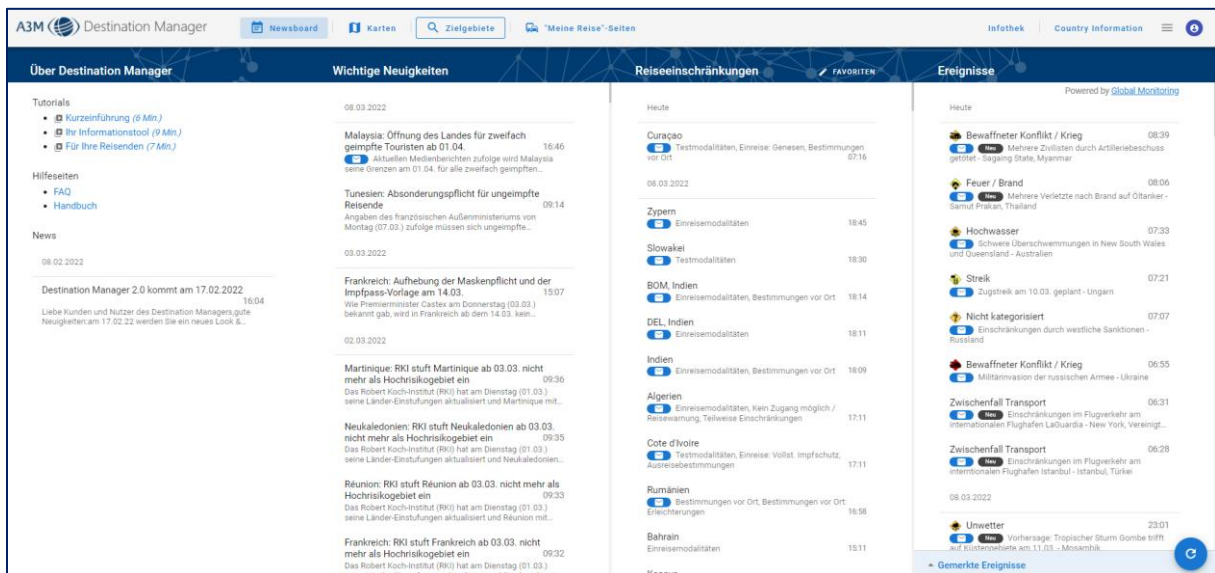 A3M Destination Manager
Newsboard
Karten
Zielgebiete
"Meine Reise"-Seiten
Infothek
Country Information
Über Destination Manager
Tutorials
Kurzeinführung (6 Min.)
Ihr Informationstool (9 Min.)
Für Ihre Reisenden (7 Min.)
Hilfeseiten
FAQ
Handbuch
News
08.02.2022
Destination Manager 2.0 kommt am 17.02.2022
16:04
Liebe Kunden und Nutzer des Destination Managers,gute
Neuigkeiten:am 17.02.22 werden Sie ein neues Look &...
Wichtige Neuigkeiten
08.03.2022
Malaysia: Öffnung des Landes für zweifach
geimpfte Touristen ab 01.04. 16:46
Aktuellen Medienberichten zufolge wird Malaysia
seine Grenzen am 01.04. für alle zweifach geimpften...
Tunesien: Absonderungspflicht für ungeimpfte
Reisende 09:14
Angaben des französischen Außenministeriums von
Montag (07.03.) zufolge müssen sich ungeimpfte...
03.03.2022
Frankreich: Aufhebung der Maskenpflicht und der
Impfpass-Vorlage am 14.03. 15:07
Wie Premierminister Castex am Donnerstag (03.03.)
bekannt gab, wird in Frankreich ab dem 14.03. kein...
02.03.2022
Martinique: RKI stuft Martinique ab 03.03. nicht
mehr als Hochrisikogebiet ein 09:36
Das Robert Koch-Institut (RKI) hat am Dienstag (01.03.)
seine Länder-Einstufungen aktualisiert und Martinique mit...
Neukaledonien: RKI stuft Neukaledonien ab 03.03.
nicht mehr als Hochrisikogebiet ein 09:35
Das Robert Koch-Institut (RKI) hat am Dienstag (01.03.)
seine Länder-Einstufungen aktualisiert und Neukaledonien...
Réunion: RKI stuft Réunion ab 03.03. nicht mehr als
Hochrisikogebiet ein 09:33
Das Robert Koch-Institut (RKI) hat am Dienstag (01.03.)
seine Länder-Einstufungen aktualisiert und Réunion mit...
Frankreich: RKI stuft Frankreich ab 03.03. nicht
mehr als Hochrisikogebiet ein 09:32
Das Robert Koch-Institut (RKI) hat am Dienstag (01.03.)
Reiseeinschränkungen
FAVORITEN
Heute
Curaçao
Testmodalitäten, Einreise: Genesen, Bestimmungen
vor Ort 07:16
08.03.2022
Zypern
Einreisemodalitäten 18:45
Slowakei
Testmodalitäten 18:30
BOM, Indien
Einreisemodalitäten, Bestimmungen vor Ort 18:14
DEL, Indien
Einreisemodalitäten 18:11
Indien
Einreisemodalitäten, Bestimmungen vor Ort 18:09
Algerien
Einreisemodalitäten, Kein Zugang möglich /
Reisewarnung, Teilweise Einschränkungen 17:11
Cote d'Ivoire
Testmodalitäten, Einreise: Vollst. Impfschutz,
Ausreisebestimmungen 17:11
Rumänien
Bestimmungen vor Ort, Bestimmungen vor Ort:
Erleichterungen 16:58
Bahrain
Einreisemodalitäten 15:11
Ereignisse
Powered by Global Monitoring
Heute
Bewaffneter Konflikt / Krieg 08:39
Neu Mehrere Zivilisten durch Artilleriebeschuss
getötet - Sagaing State, Myanmar
Feuer / Brand 08:06
Neu Mehrere Verletzte nach Brand auf Öltanker -
Samut Prakan, Thailand
Hochwasser 07:33
Schwere Überschwemmungen in New South Wales
und Queensland - Australien
Streik 07:21
Zugstreik am 10.03. geplant - Ungarn
Nicht kategorisiert 07:07
Einschränkungen durch westliche Sanktionen -
Russland
Bewaffneter Konflikt / Krieg 06:55
Militärinvasion der russischen Armee - Ukraine
Zwischenfall Transport 06:31
Neu Einschränkungen im Flugverkehr am
internationalen Flughafen LaGuardia - New York, Vereinigt...
Zwischenfall Transport 06:28
Neu Einschränkungen im Flugverkehr am
interntionalen Flughafen Istanbul - Istanbul, Türkei
08.03.2022
Unwetter 23:01
Neu Vorhersage: Tropischer Sturm Gombe trifft
auf Küstengebiete am 11.03. - Mosambik
Gemerkte Ereignisse